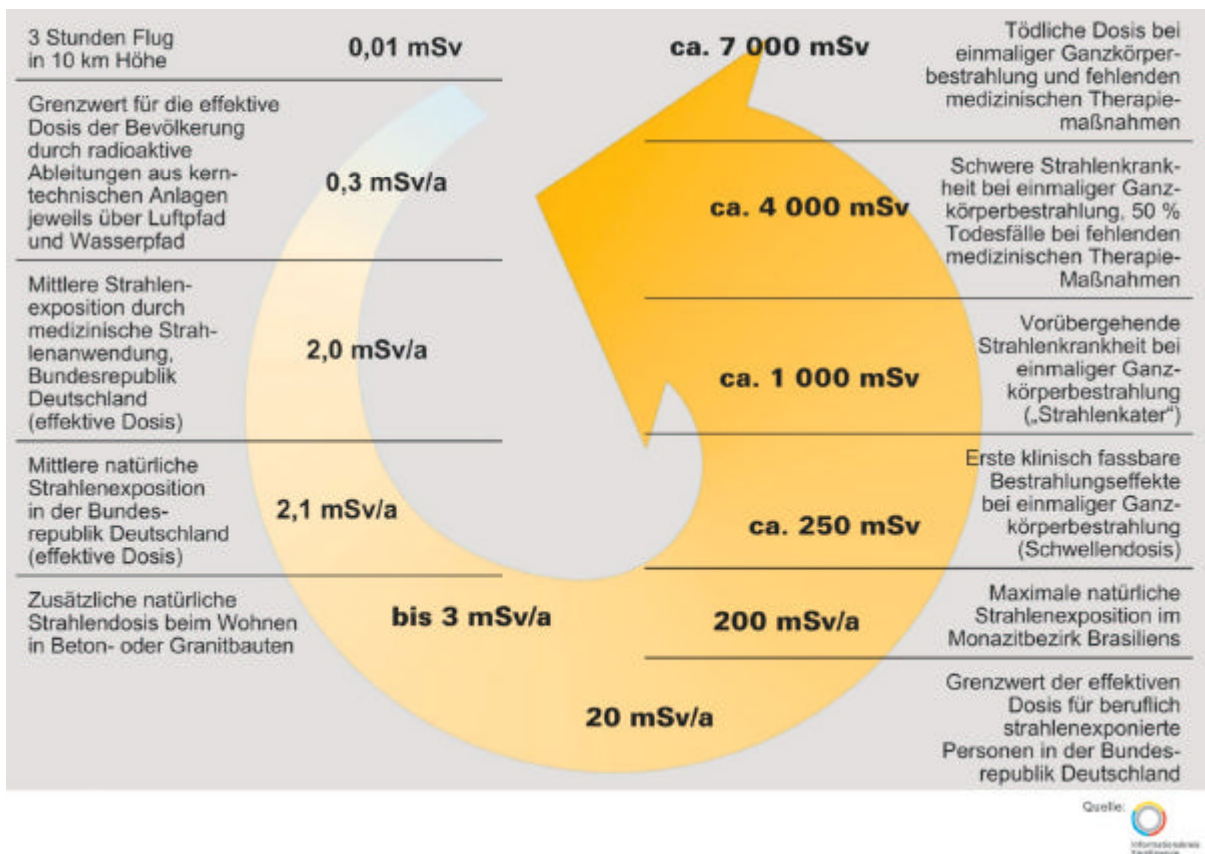 3 Stunden Flug
in 10 km Höhe
0,01 mSv
Grenzwert für die effektive
Dosis der Bevölkerung
durch radioaktive
Ableitungen aus kern-
technischen Anlagen
jeweils über Luftpfad
und Wasserpfad
0,3 mSv/a
Mittlere Strahlen-
exposition durch
medizinische Strah-
lenanwendung,
Bundesrepublik
Deutschland
(effektive Dosis)
2,0 mSv/a
Mittlere natürliche
Strahlenexposition
in der Bundes-
republik Deutschland
(effektive Dosis)
2,1 mSv/a
Zusätzliche natürliche
Strahlendosis beim Wohnen
in Beton- oder Granitbauten
bis 3 mSv/a
20 mSv/a
Grenzwert der effektiven
Dosis für beruflich
strahlenexponierte
Personen in der Bundes-
republik Deutschland
200 mSv/a
Maximale natürliche
Strahlenexposition im
Monazitbezirk Brasiliens
ca. 250 mSv
Erste klinisch fassbare
Bestrahlungseffekte
bei einmaliger Ganz-
körperbestrahlung
(Schwellendosis)
ca. 1 000 mSv
Vorübergehende
Strahlenkrankheit bei
einmaliger Ganz-
körperbestrahlung
(„Strahlenkater“)
ca. 4 000 mSv
Schwere Strahlenkrank-
heit bei einmaliger Ganz-
körperbestrahlung, 50 %
Todesfälle bei fehlenden
medizinischen Therapie-
Maßnahmen
ca. 7 000 mSv
Tödliche Dosis bei
einmaliger Ganzkörper-
bestrahlung und fehlenden
medizinischen Therapie-
maßnahmen
Quelle:
Informationskreis